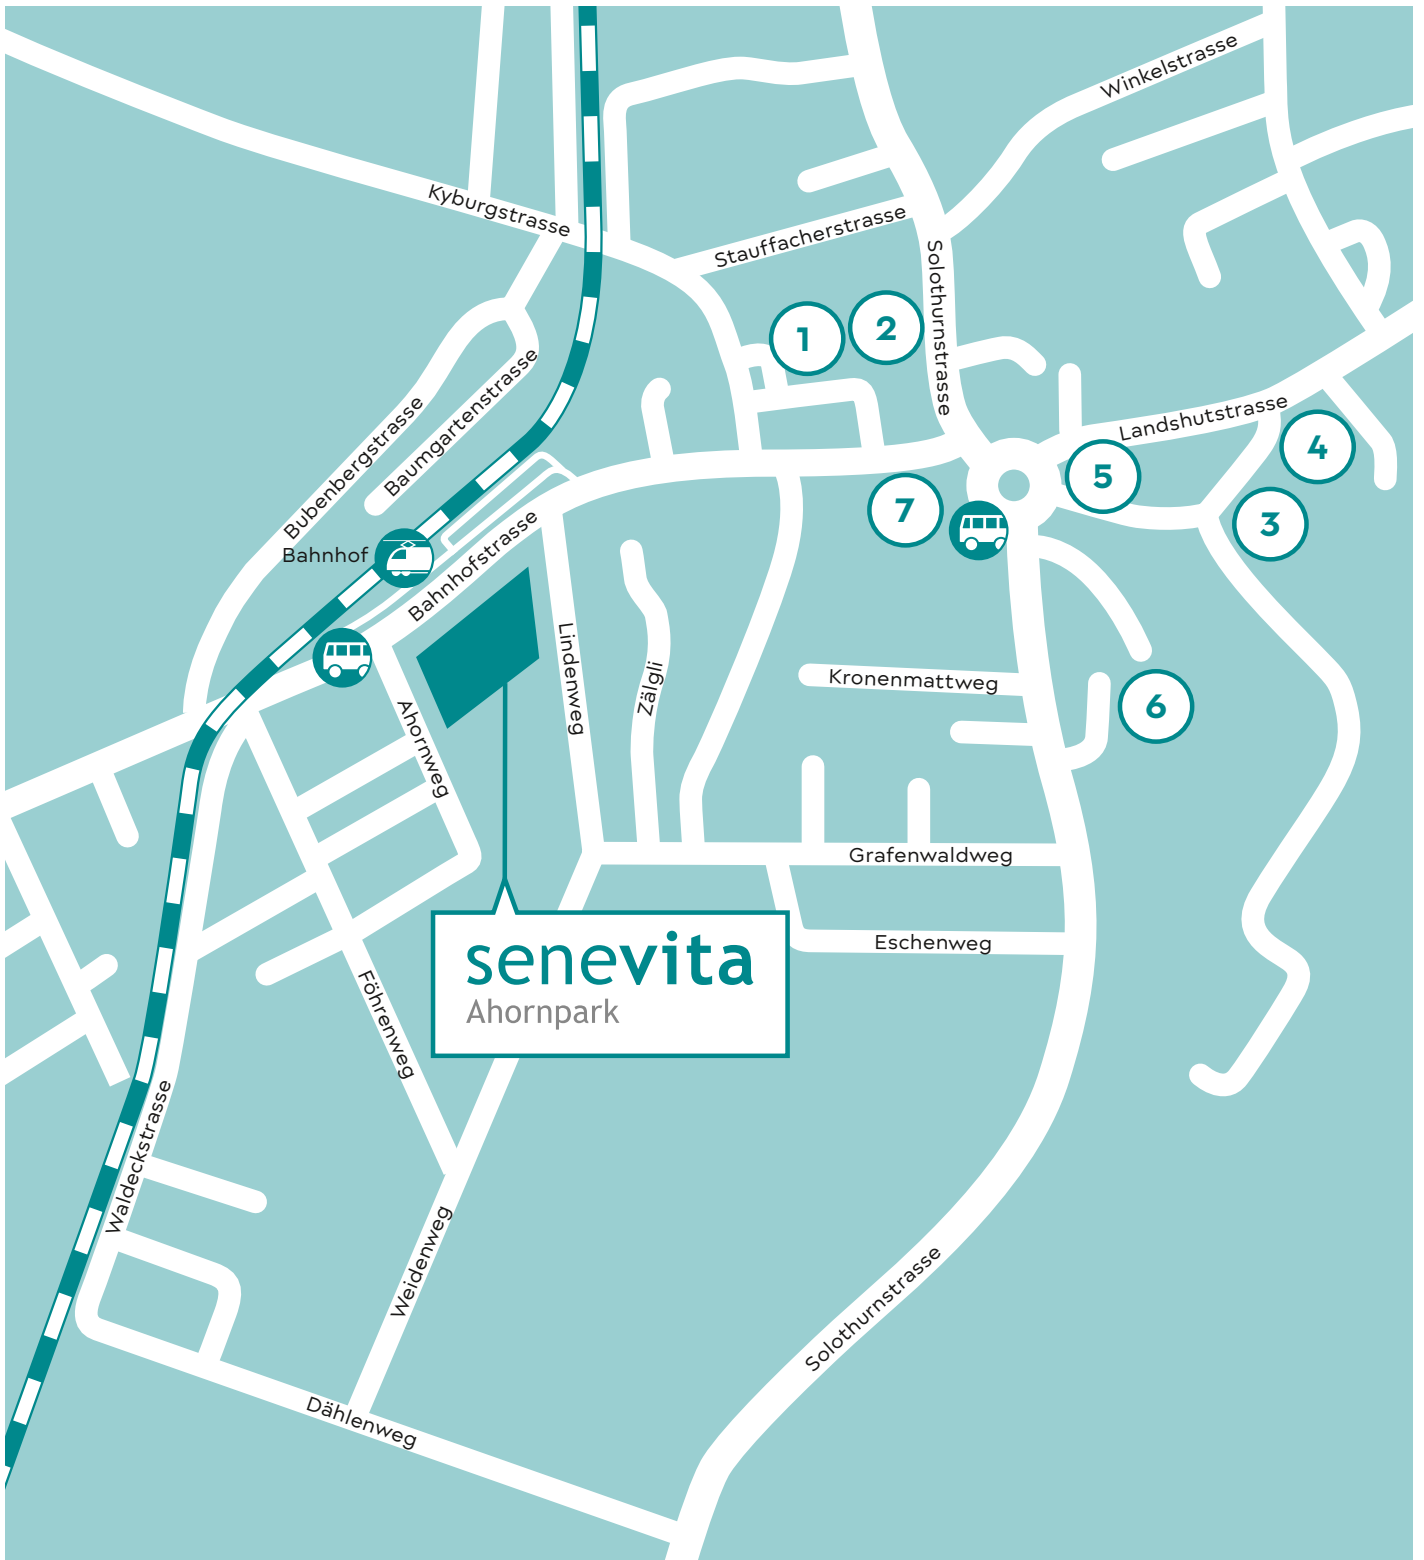 Winkelstrasse
Kyburgstrasse
Stauffacherstrasse
Solothurnstrasse
1
2
Baumgartenstrasse
Bubenbergstrasse
Landshutstrasse
4
5
7
3
Bahnhof
Bahnhofstrasse
Lindenweg
Zälgli
Kronenmattweg
6
Ahornweg
Grafenwaldweg
Eschenweg
senevita
Ahornpark
Föhrenweg
Waldeckstrasse
Weidenweg
Solothurnstrasse
Dählenweg